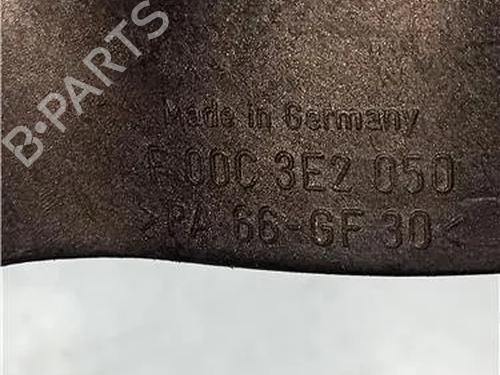 B-PARTS
Made in Germany
F 00C 3E2 050
>PA 66-GF 30<